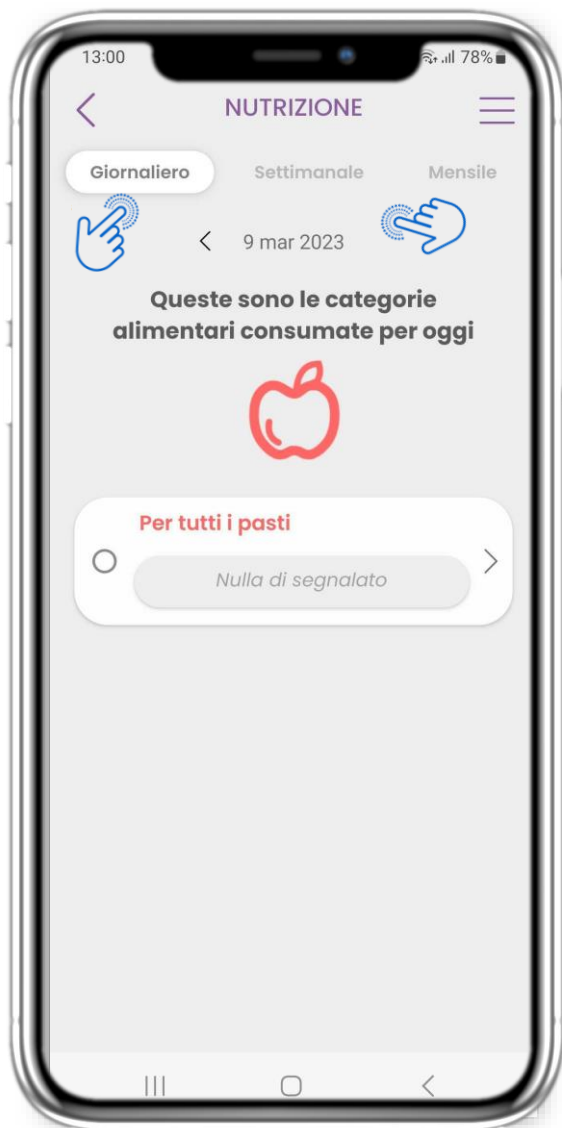 13:00
78%
NUTRIZIONE
Giornaliero Settimanale Mensile
9 mar 2023
Queste sono le categorie
alimentari consumate per oggi
Per tutti i pasti
Nulla di segnalato